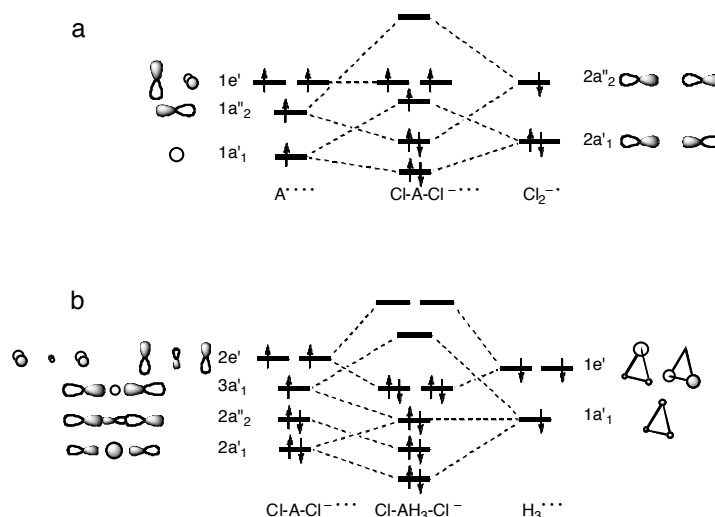 a
1e' 2a"2
1a"2
1a'1 2a'1
A···· Cl-A-Cl −··· Cl2−·
b
2e' 1e'
3a'1
2a"2 1a'1
2a'1
Cl-A-Cl −··· Cl-AH3-Cl − H3···